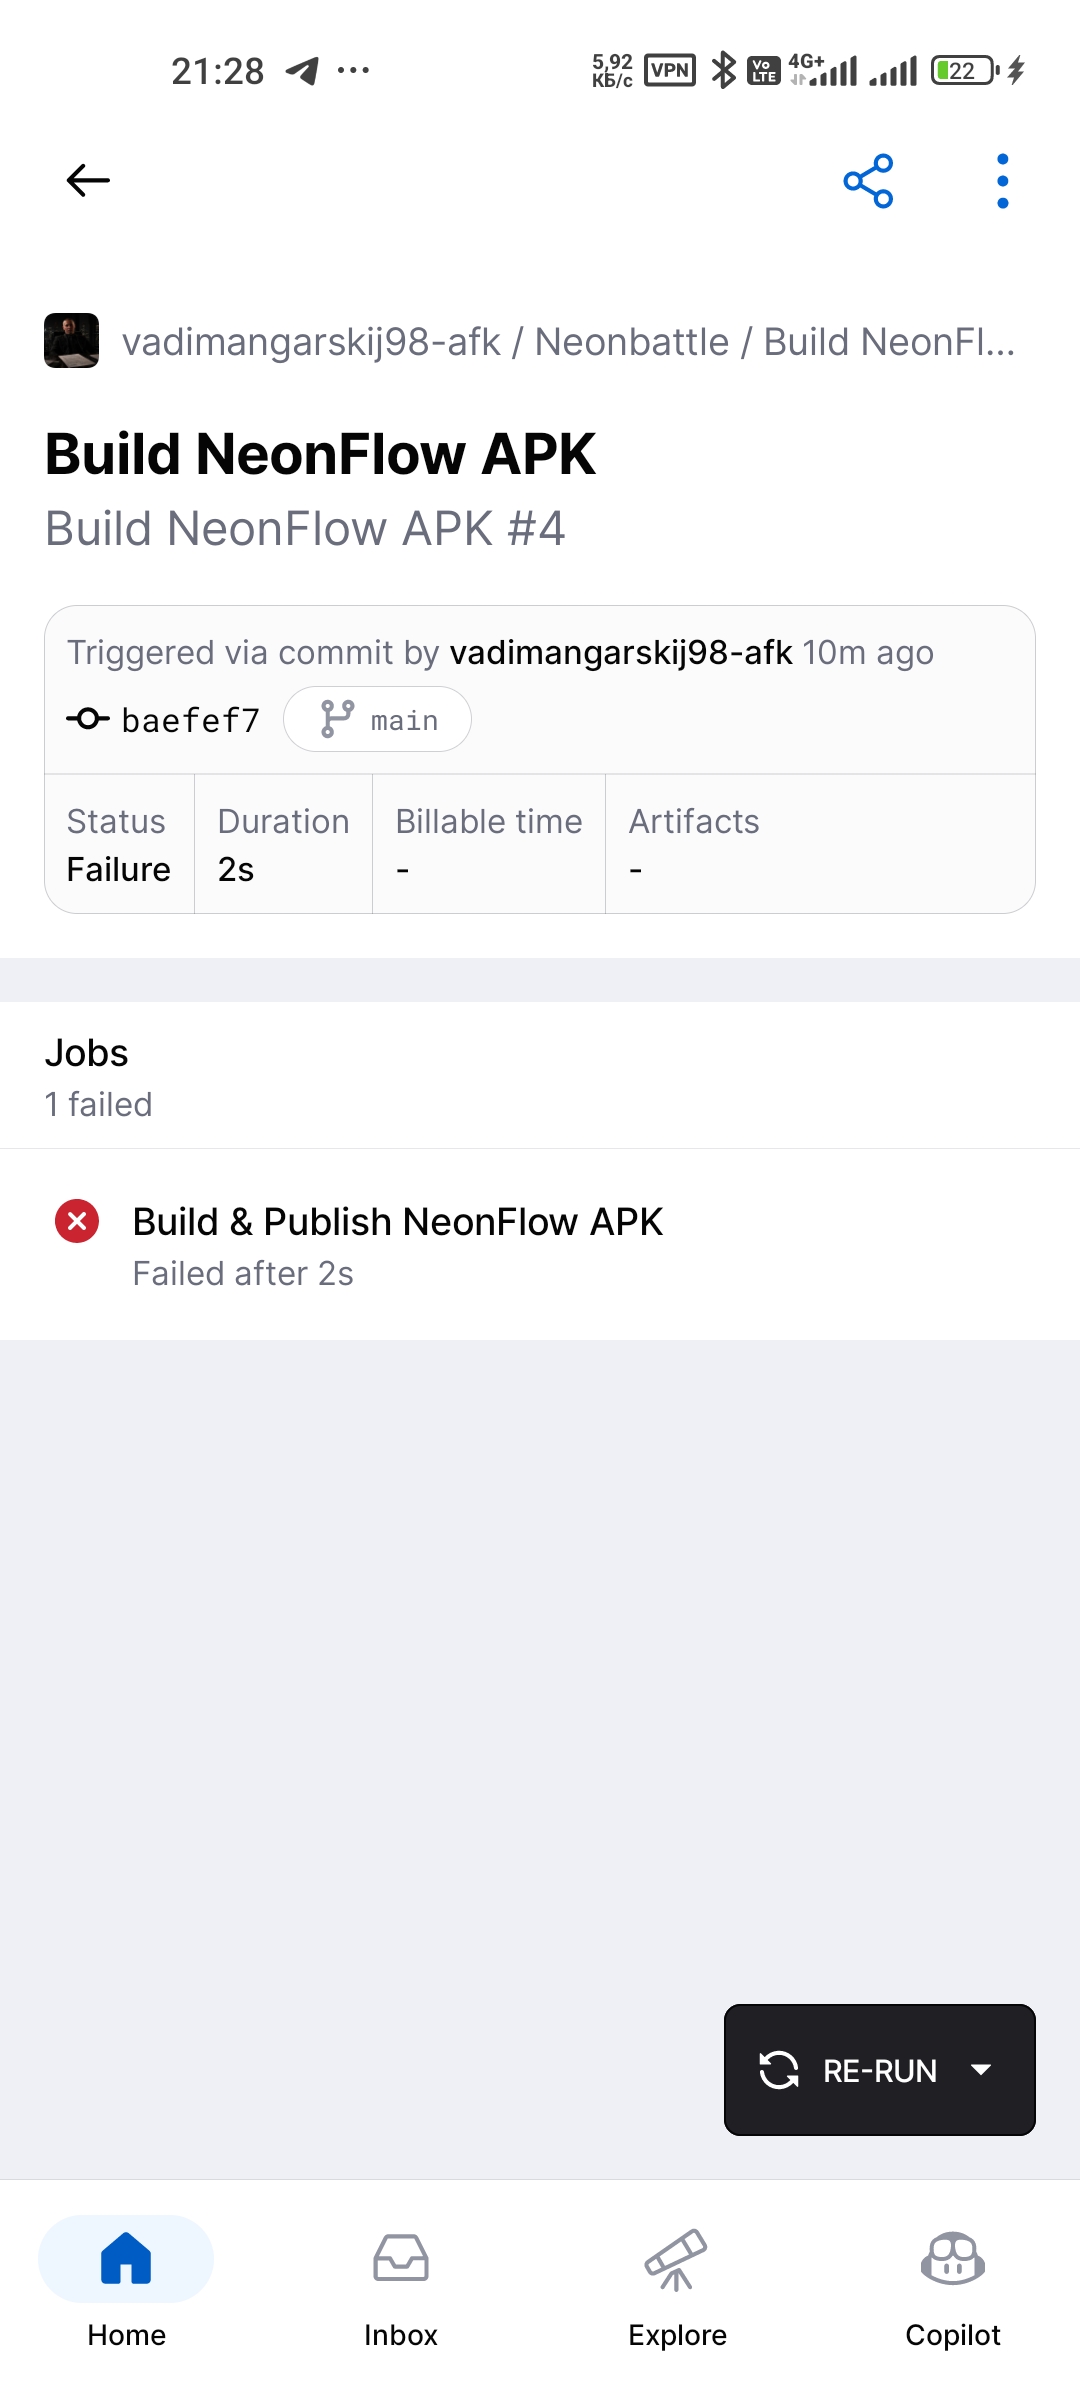 21:28 ... 5,92 КБ/с VPN Vo LTE 4G+ 22
vadimangarskij98-afk / Neonbattle / Build NeonFl...
Build NeonFlow APK
Build NeonFlow APK #4
Triggered via commit by vadimangarskij98-afk 10m ago
baefef7 main
Status Duration Billable time Artifacts
Failure 2s - -
Jobs
1 failed
Build & Publish NeonFlow APK
Failed after 2s
RE-RUN
Home Inbox Explore Copilot